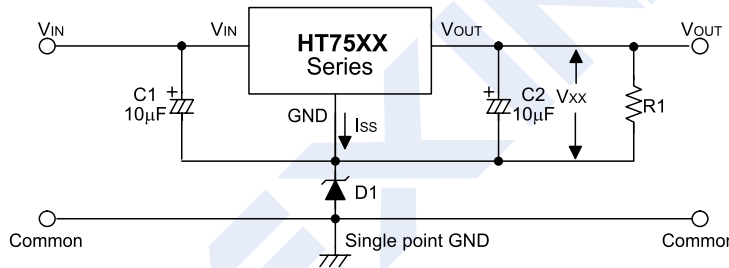 VIN VIN HT75XX VOUT VOUT
Series
C1 C2 VXX
10µF 10µF R1
GND ISS
D1
Common Single point GND Common